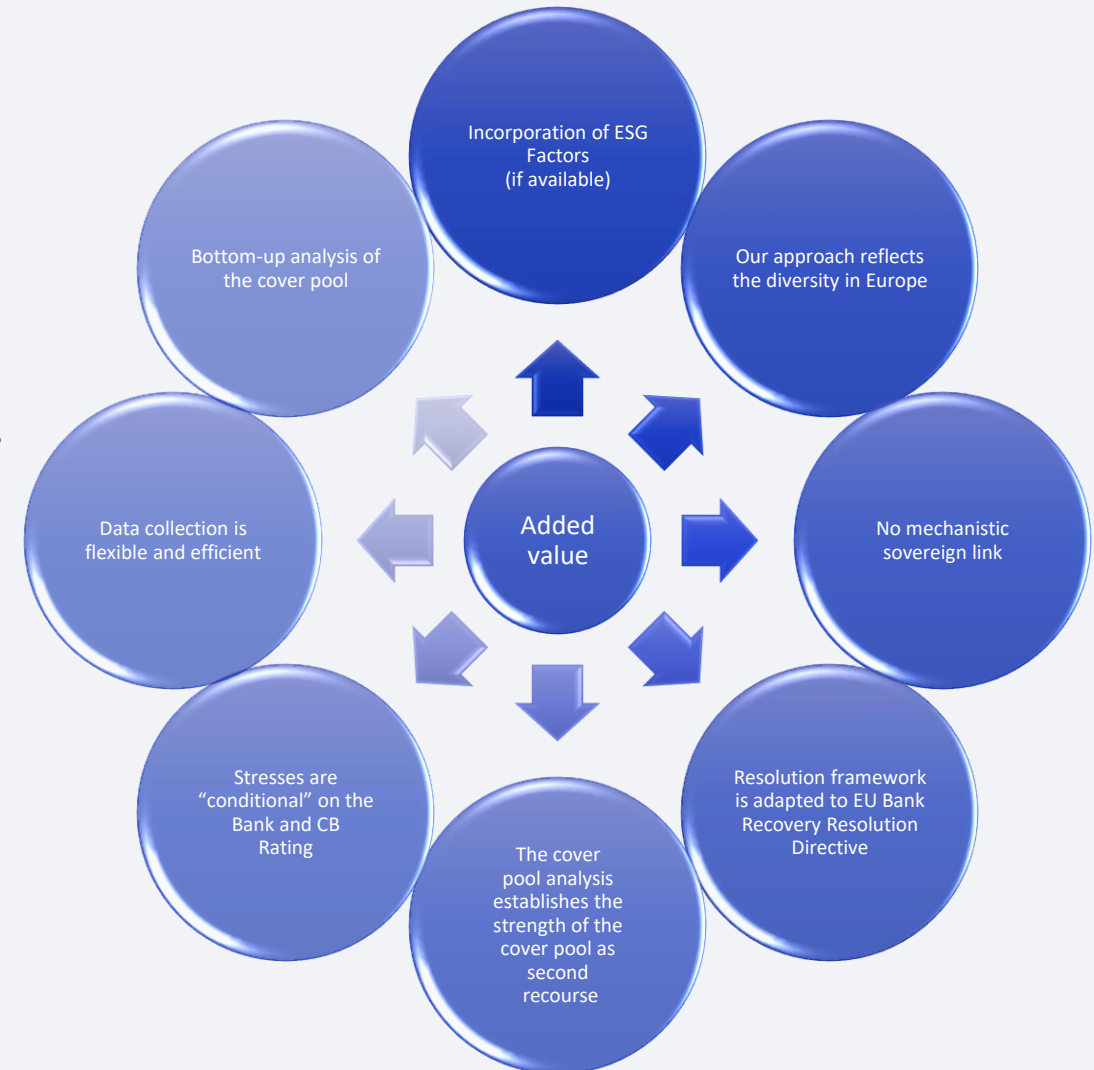 Incorporation of ESG
Factors
(if available)
Our approach reflects
the diversity in Europe
No mechanistic
sovereign link
Resolution framework
is adapted to EU Bank
Recovery Resolution
Directive
The cover
pool analysis
establishes the
strength of the
cover pool as
second
recourse
Stresses are
“conditional” on the
Bank and CB
Rating
Data collection is
flexible and efficient
Bottom-up analysis of
the cover pool
Added
value